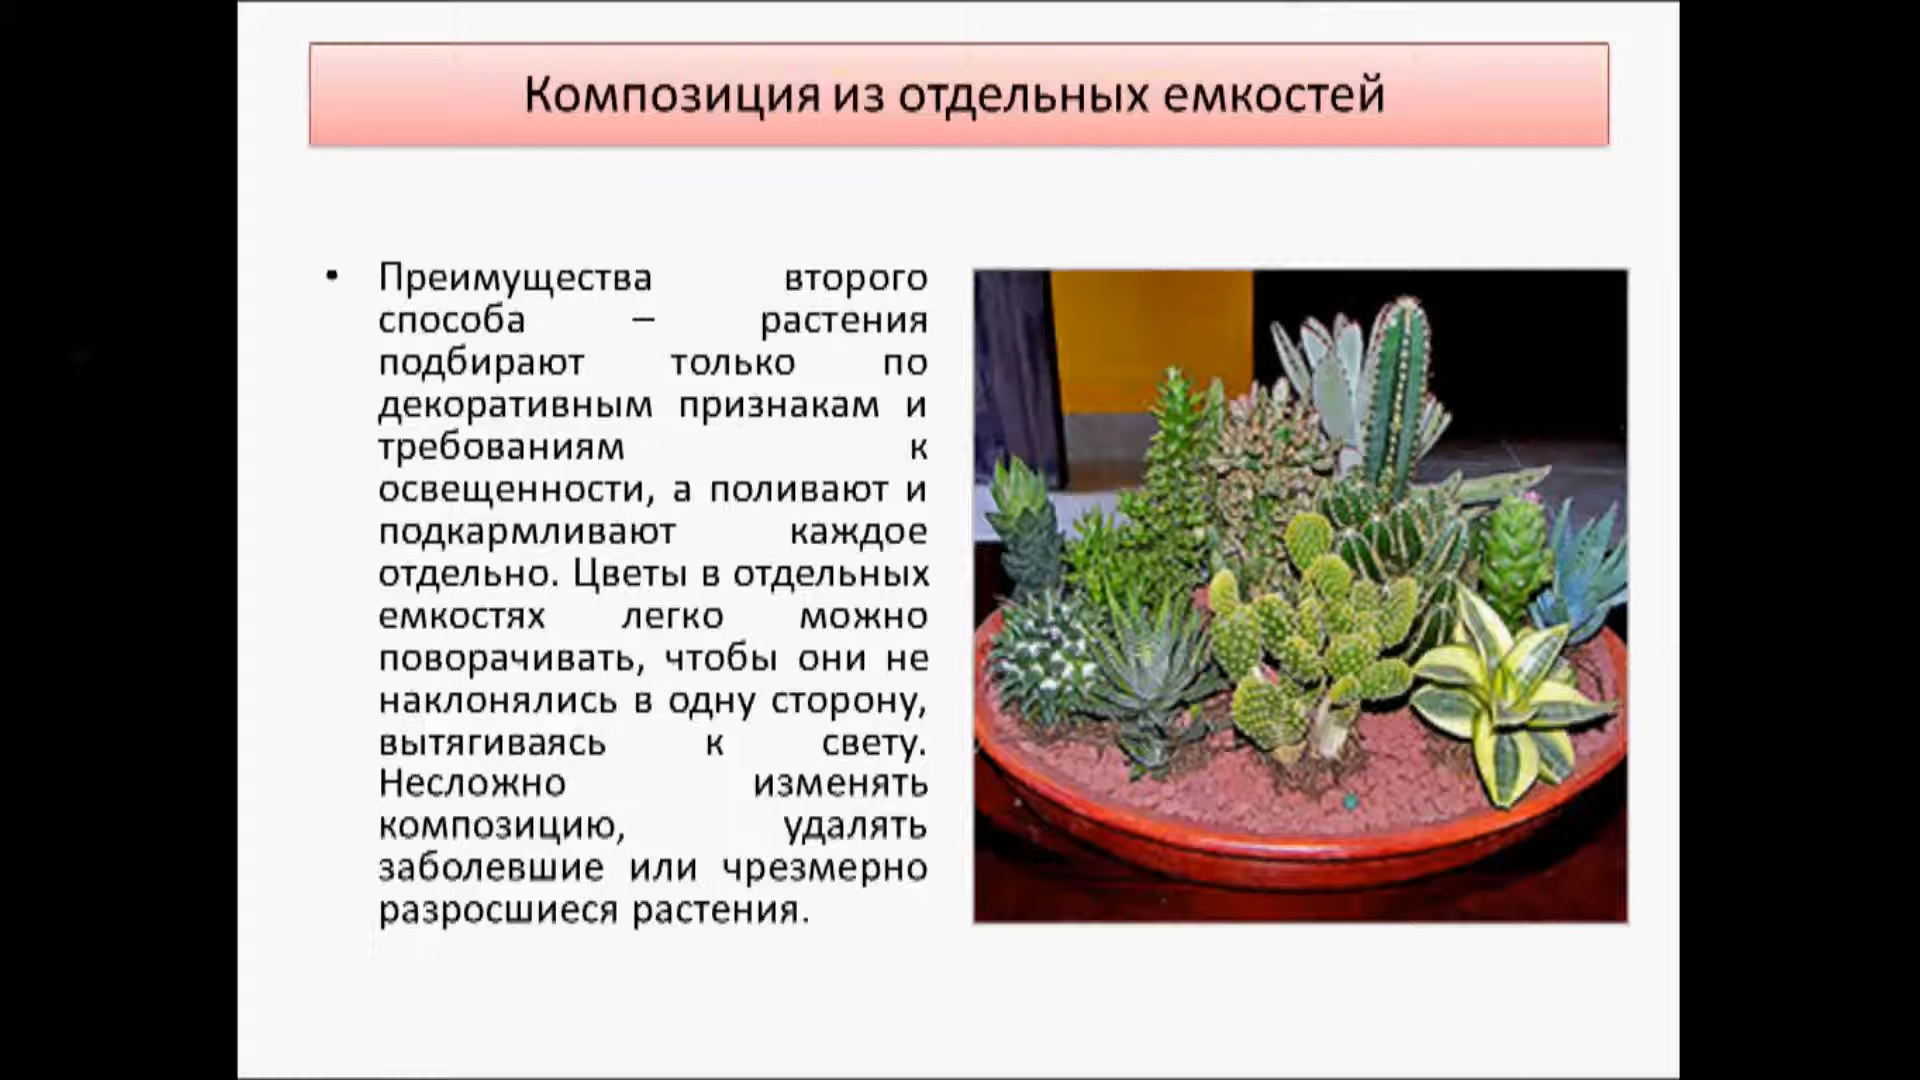 Композиция из отдельных емкостей
• Преимущества второго
способа – растения
подбирают только по
декоративным признакам и
требованиям к
освещенности, а поливают и
подкармливают каждое
отдельно. Цветы в отдельных
емкостях легко можно
поворачивать, чтобы они не
наклонялись в одну сторону,
вытягиваясь к свету.
Несложно изменять
композицию, удалять
заболевшие или чрезмерно
разросшиеся растения.